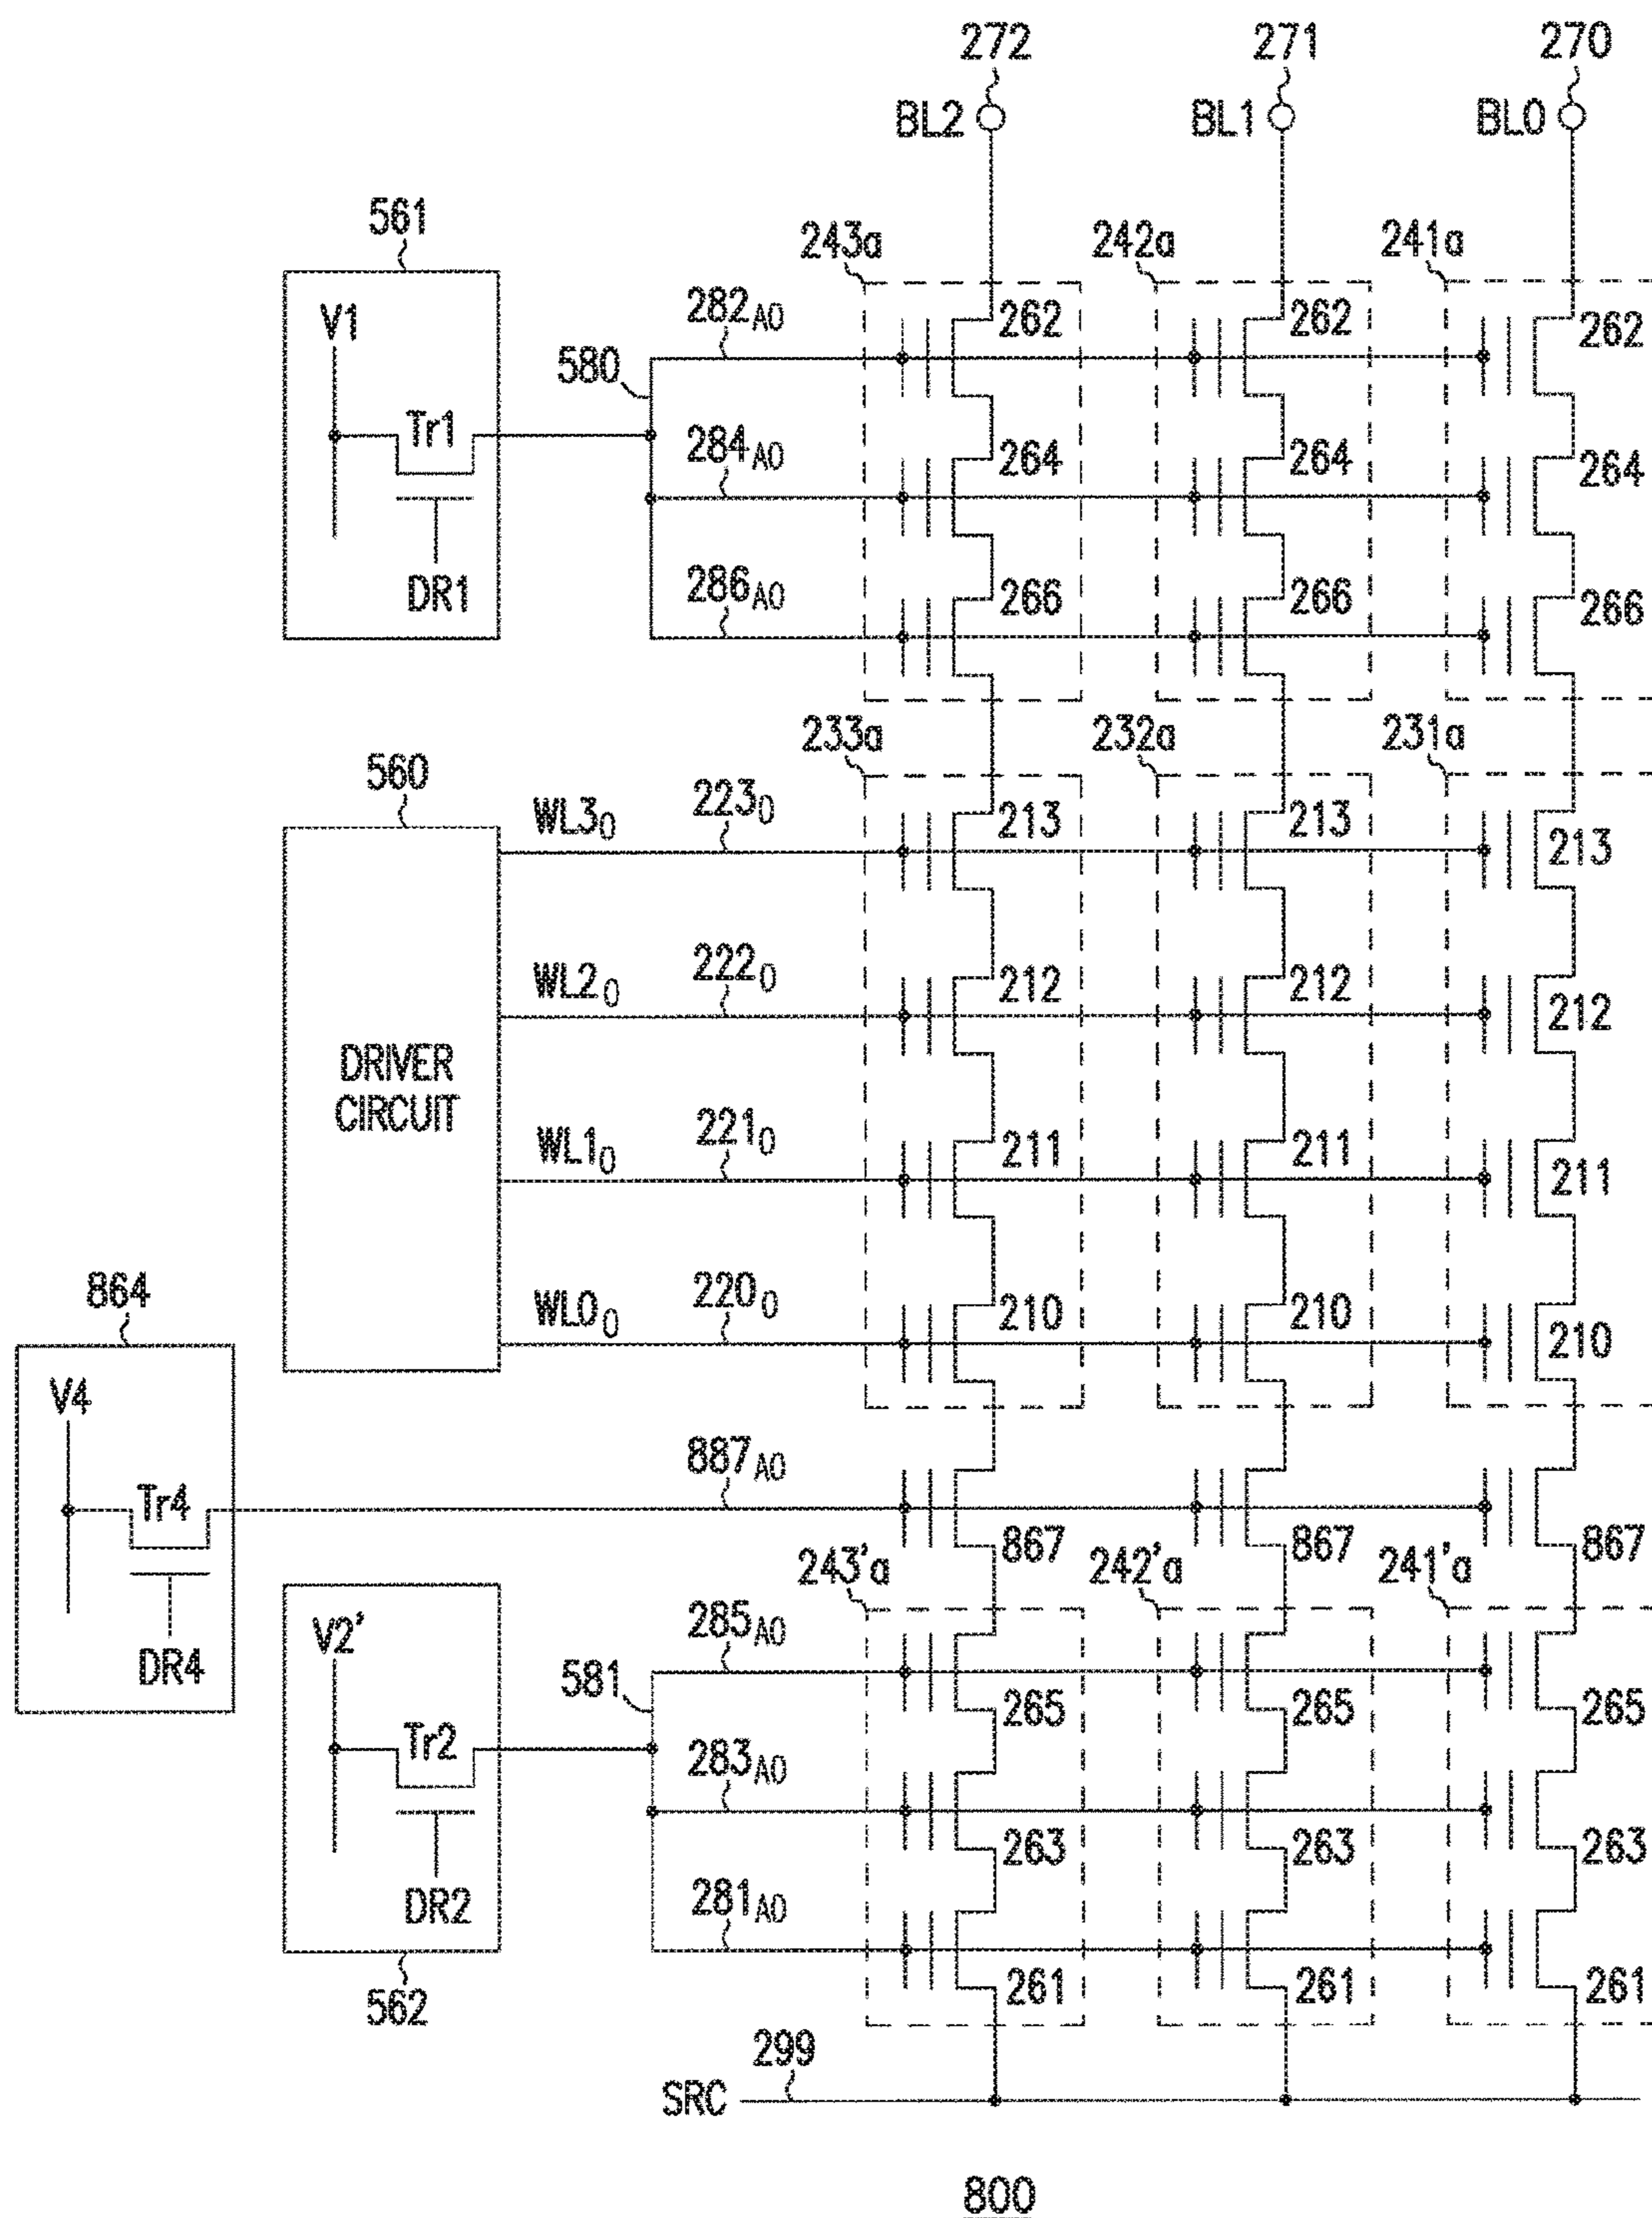 272 271 270
BL2 BL1 BL0
561
243a 242a 241a
V1
282A0 262 262 262
580
Tr1
284A0 264 264 264
DR1
286A0 266 266 266
233a 232a 231a
560
WL30 2230 213 213 213
WL20 2220 212 212 212
DRIVER
CIRCUIT
WL10 2210 211 211 211
864
WL00 2200 210 210 210
V4
887A0
Tr4
867 867 867
243'a 242'a 241'a
V2'
285A0
DR4
581
265 265 265
Tr2
283A0
263 263 263
DR2
281A0
261 261 261
562
299
SRC
800